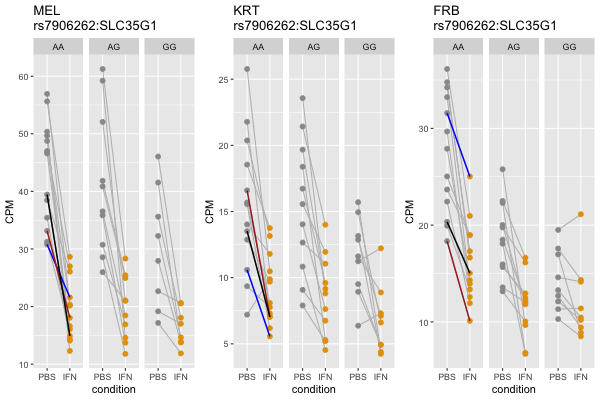 MEL
rs7906262:SLC35G1
AA AG GG
60
50
40
30
20
10
CPM
PBS IFN PBS IFN PBS IFN
condition
KRT
rs7906262:SLC35G1
AA AG GG
25
20
15
10
5
CPM
PBS IFN PBS IFN PBS IFN
condition
FRB
rs7906262:SLC35G1
AA AG GG
30
20
10
CPM
PBS IFN PBS IFN PBS IFN
condition